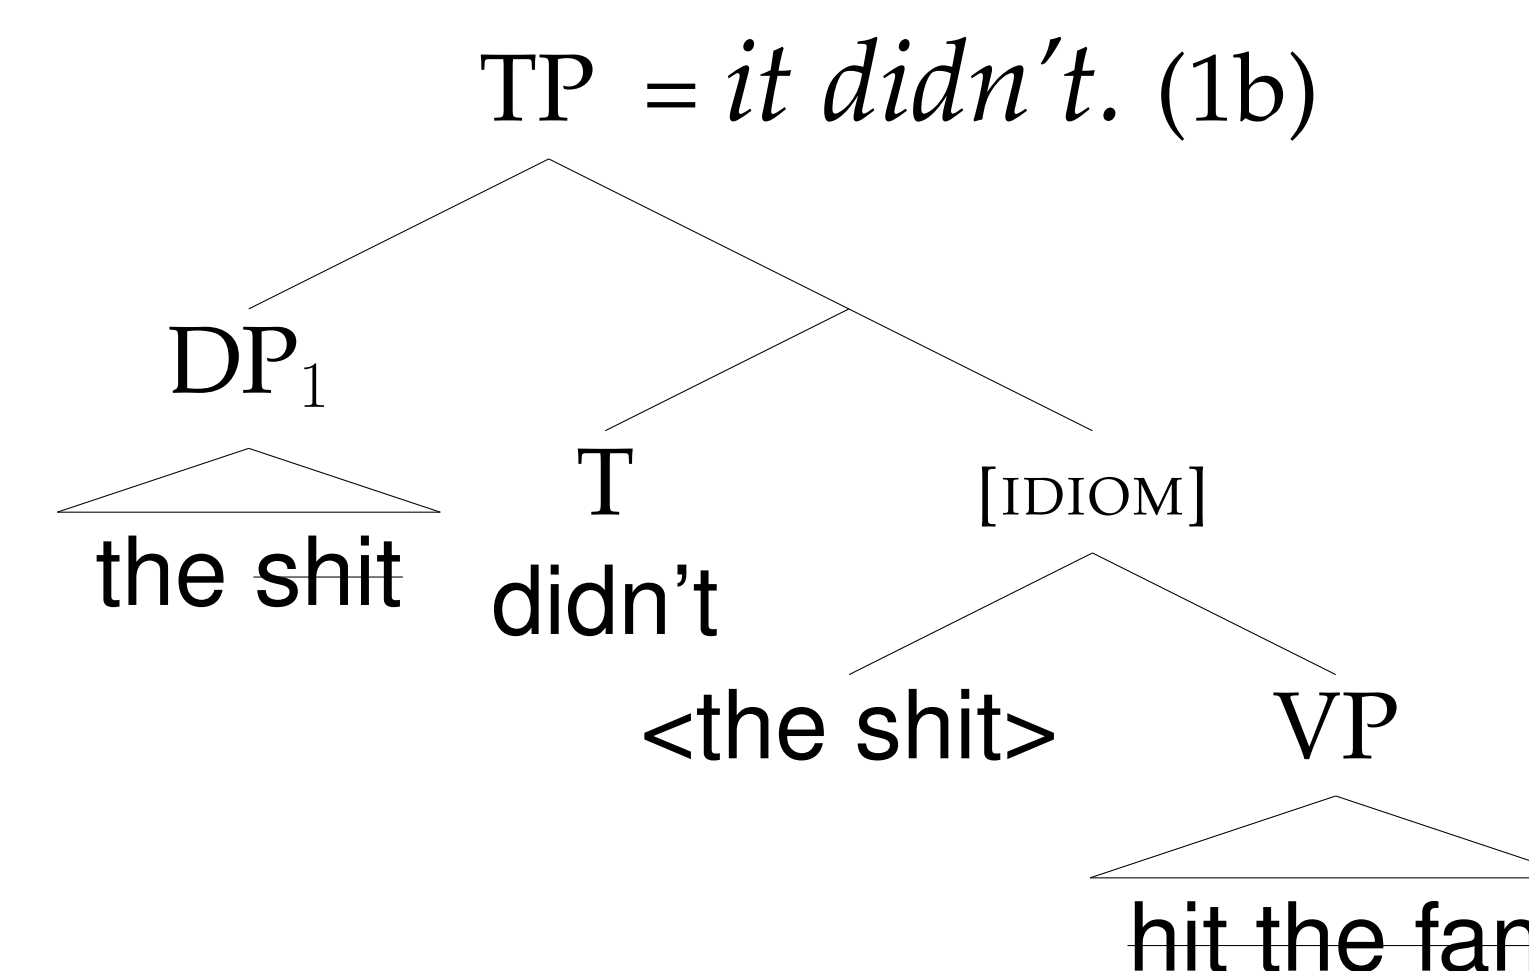 TP = it didn't. (1b)
DP1
T
[IDIOM]
the shit
didn't
<the shit>
VP
hit the fan